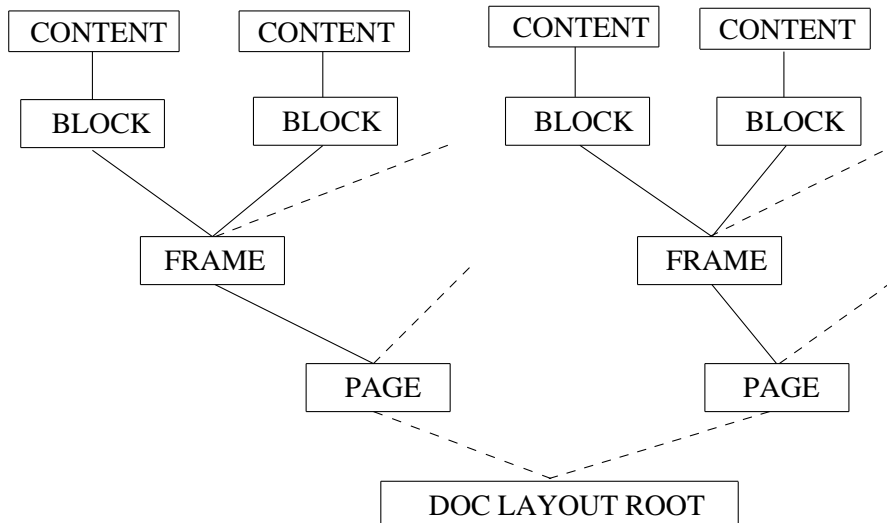 CONTENT CONTENT CONTENT CONTENT
BLOCK BLOCK BLOCK BLOCK
FRAME FRAME
PAGE PAGE
DOC LAYOUT ROOT